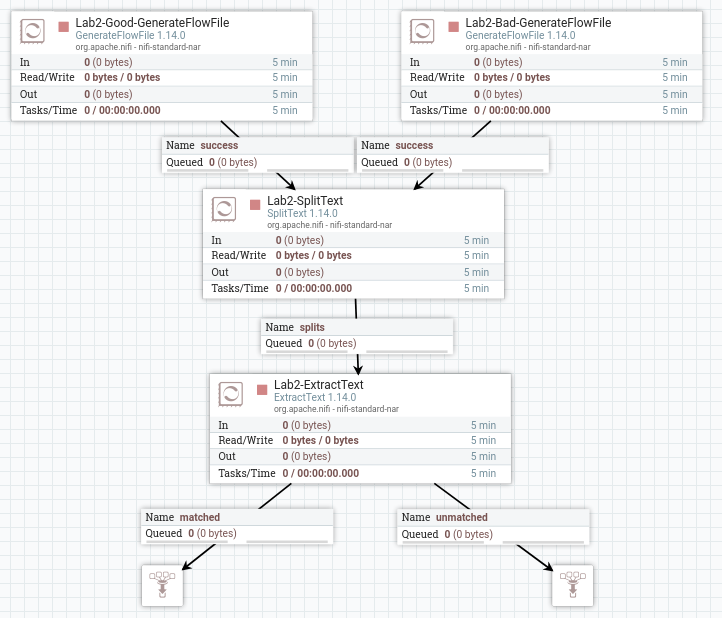 Lab2-Good-GenerateFlowFile
GenerateFlowFile 1.14.0
org.apache.nifi - nifi-standard-nar
In 0 (0 bytes) 5 min
Read/Write 0 bytes / 0 bytes 5 min
Out 0 (0 bytes) 5 min
Tasks/Time 0 / 00:00:00.000 5 min
Lab2-Bad-GenerateFlowFile
GenerateFlowFile 1.14.0
org.apache.nifi - nifi-standard-nar
In 0 (0 bytes) 5 min
Read/Write 0 bytes / 0 bytes 5 min
Out 0 (0 bytes) 5 min
Tasks/Time 0 / 00:00:00.000 5 min
Name success
Queued 0 (0 bytes)
Name success
Queued 0 (0 bytes)
Lab2-SplitText
SplitText 1.14.0
org.apache.nifi - nifi-standard-nar
In 0 (0 bytes) 5 min
Read/Write 0 bytes / 0 bytes 5 min
Out 0 (0 bytes) 5 min
Tasks/Time 0 / 00:00:00.000 5 min
Name splits
Queued 0 (0 bytes)
Lab2-ExtractText
ExtractText 1.14.0
org.apache.nifi - nifi-standard-nar
In 0 (0 bytes) 5 min
Read/Write 0 bytes / 0 bytes 5 min
Out 0 (0 bytes) 5 min
Tasks/Time 0 / 00:00:00.000 5 min
Name matched
Queued 0 (0 bytes)
Name unmatched
Queued 0 (0 bytes)